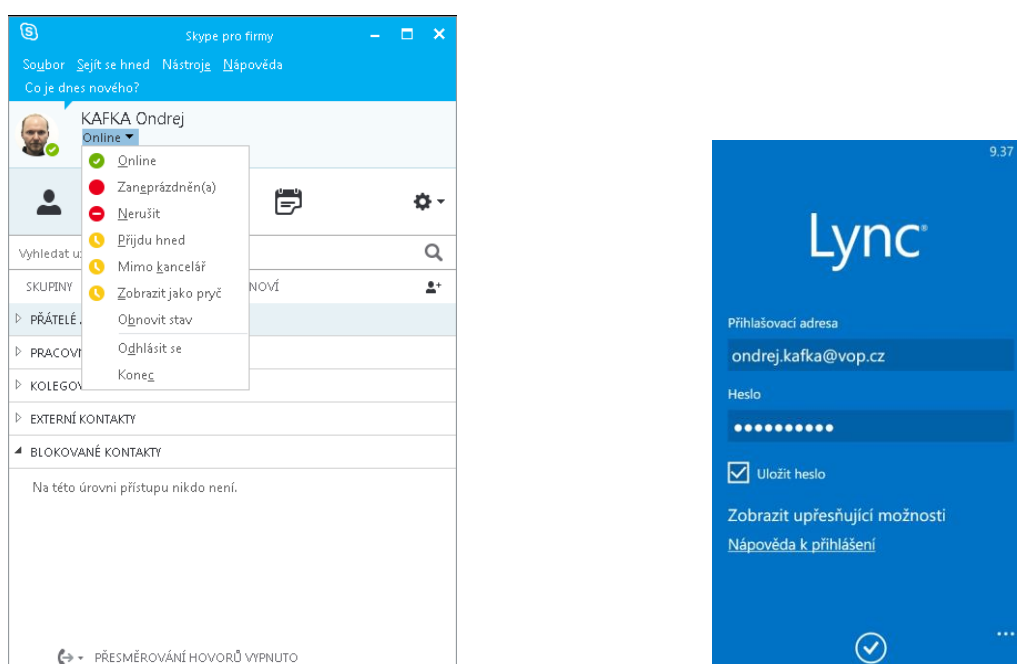 Skype pro firmy
Soubor Sejít se hned Nástroje Nápověda
Co je dnes nového?
KAFKA Ondrej
Online
Online
Zaneprázdněn(a)
Nerušit
Přijdu hned
Mimo kancelář
Zobrazit jako pryč
Obnovit stav
Odhlásit se
Konec
Vyhledat
SKUPINY
PŘÁTELÉ
EXTERNÍ KONTAKTY
BLOKOVANÉ KONTAKTY
Na této úrovni přístupu nikdo není.
PŘESMĚROVÁNÍ HOVORŮ VYPNUTO
9.37
Lync®
Přihlašovací adresa
ondrej.kafka@vop.cz
Heslo
Uložit heslo
Zobrazit upřesňující možnosti
Nápověda k přihlášení